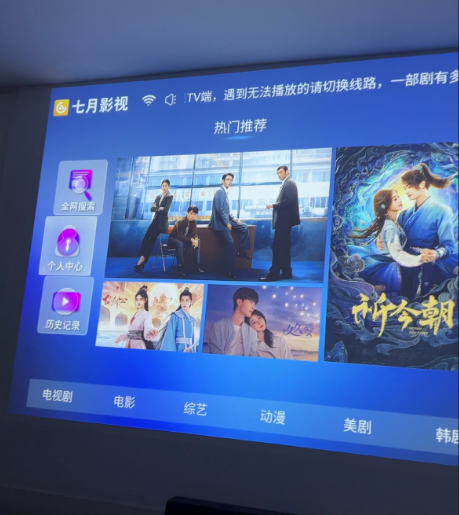 七月影视
TV端，遇到无法播放的请切换线路，一部剧有多
热门推荐
全网搜索
个人中心
历史记录
祈今朝
电视剧
电影
综艺
动漫
美剧
韩剧